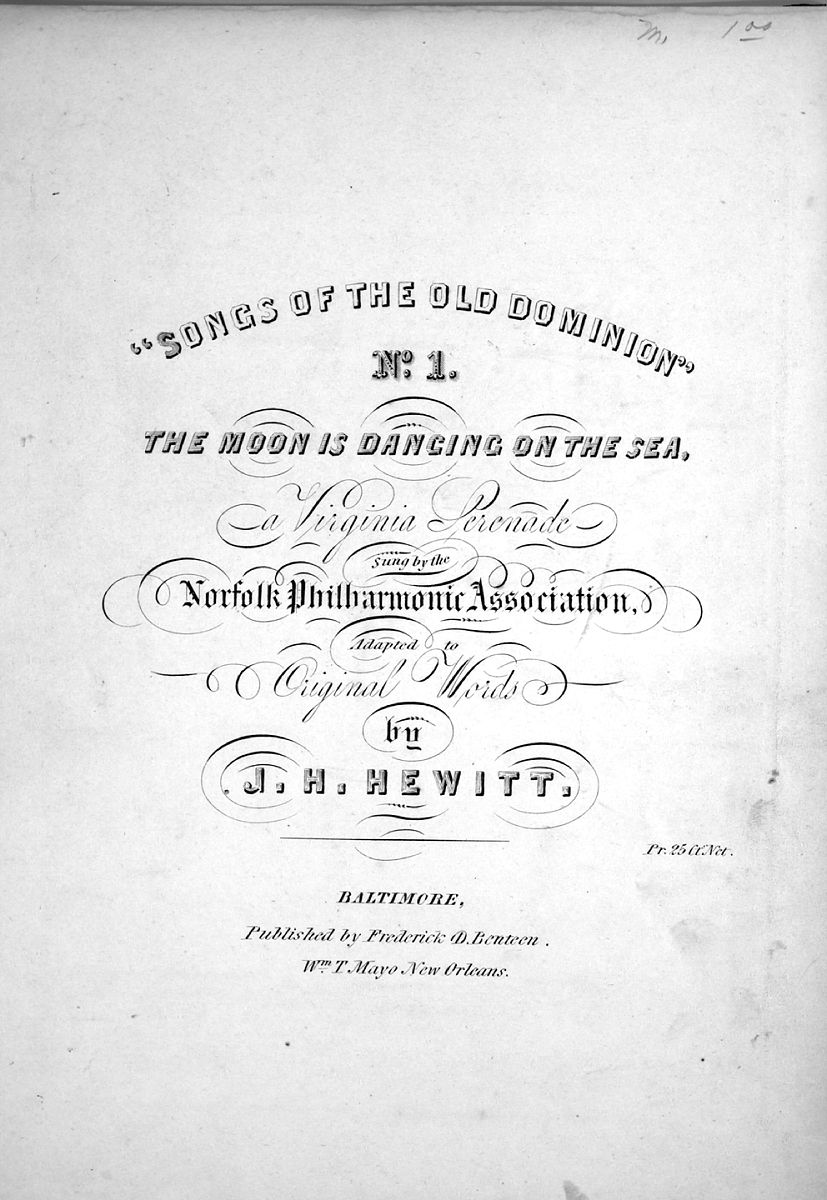 M. 1 00
"SONGS OF THE OLD DOMINION"
No. 1.
THE MOON IS DANCING ON THE SEA,
a Virginia Serenade
Sung by the
Norfolk Philharmonic Association,
Adapted to
Original Words
by
J. H. HEWITT.
Pr. 25 Ct. Net.
BALTIMORE,
Published by Frederick D. Benteen.
Wm. T Mayo New Orleans.